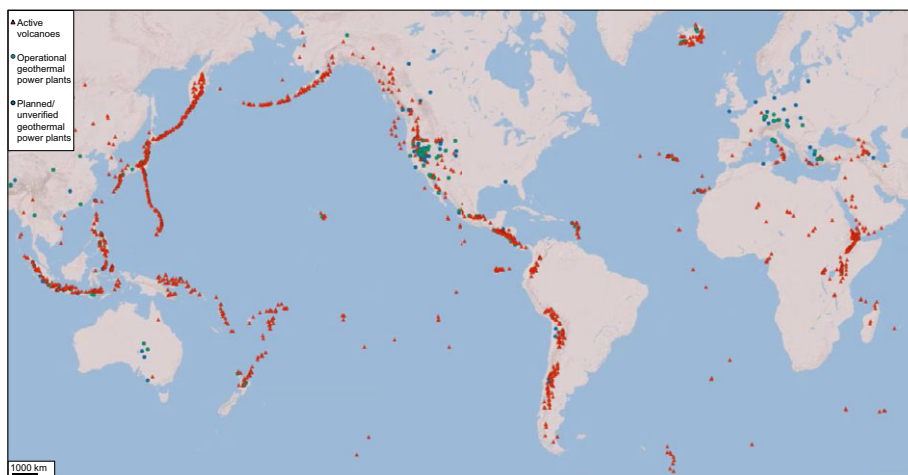 Active
volcanoes
Operational
geothermal
power plants
Planned/
unverified
geothermal
power plants
1000 km